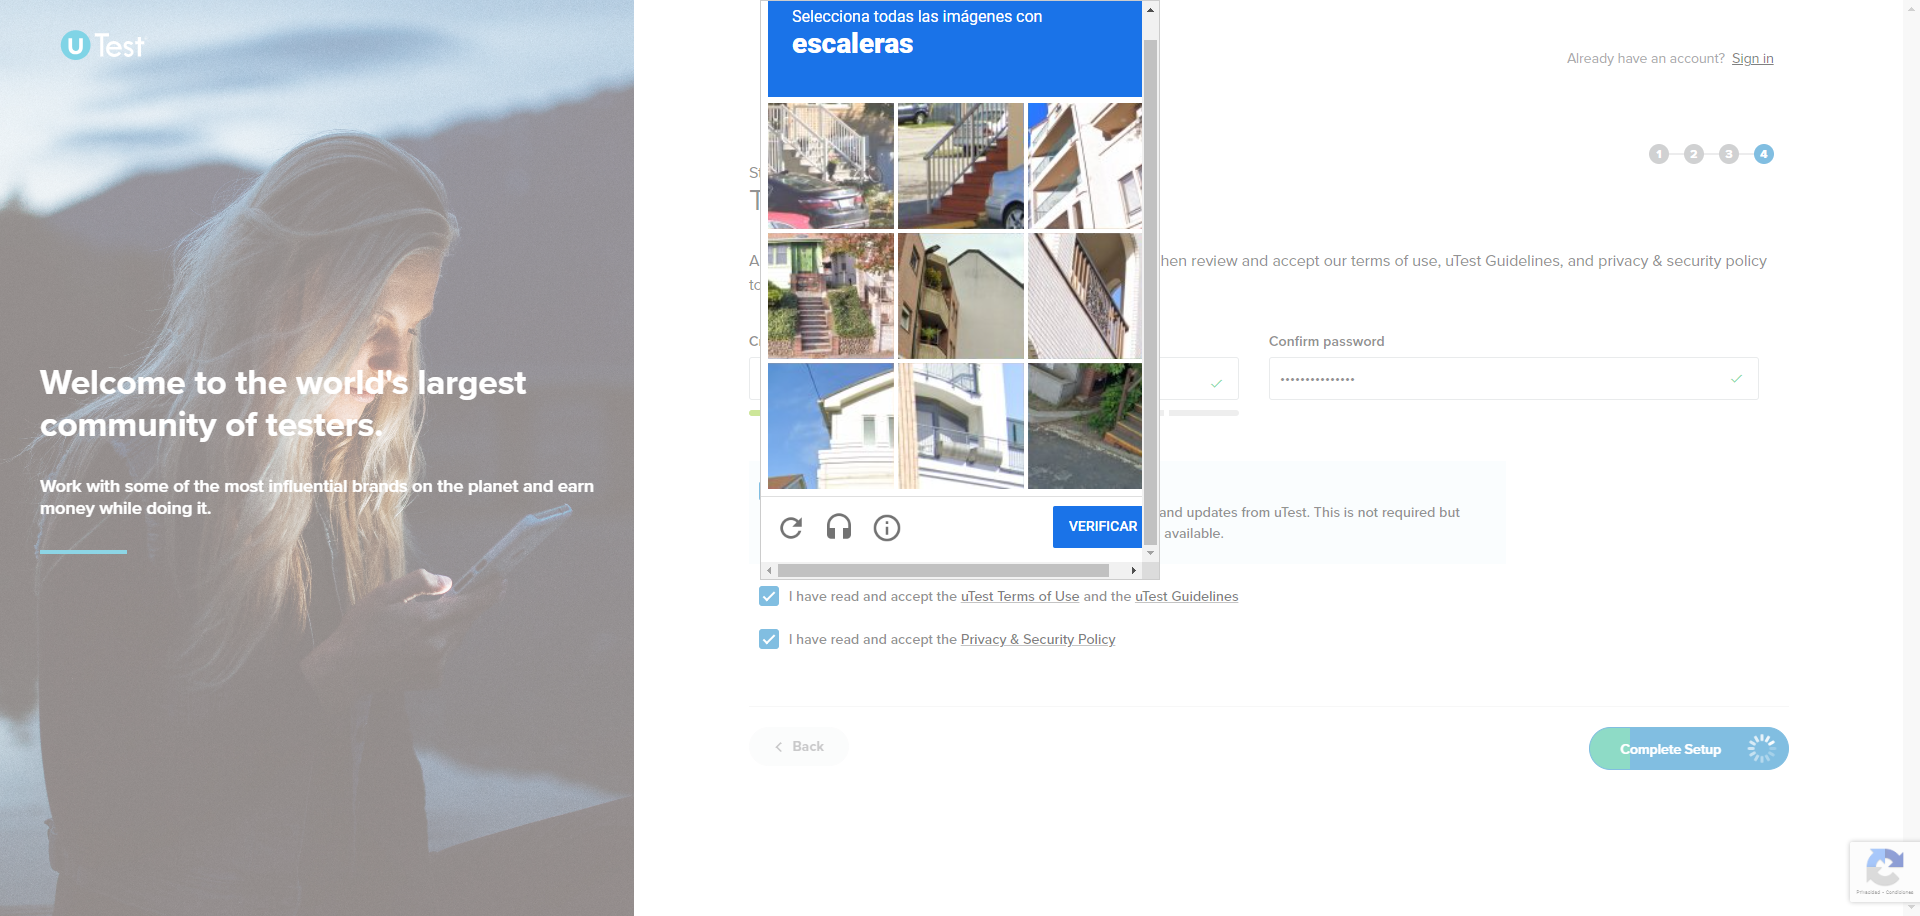 U Test
Welcome to the world's largest
community of testers.
Work with some of the most influential brands on the planet and earn
money while doing it.
Selecciona todas las imágenes con
escaleras
VERIFICAR
Already have an account? Sign in
1 2 3 4
hen review and accept our terms of use, uTest Guidelines, and privacy & security policy
to
Confirm password
and updates from uTest. This is not required but
available.
I have read and accept the uTest Terms of Use and the uTest Guidelines
I have read and accept the Privacy & Security Policy
Back
Complete Setup
Privacidad - Condiciones